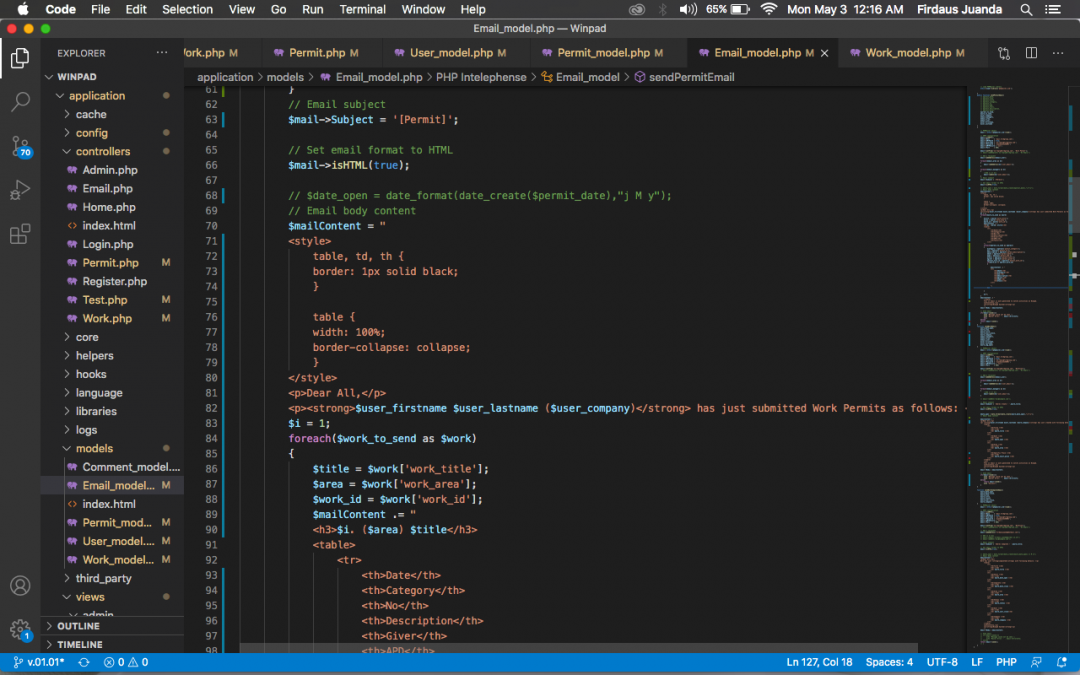 Code File Edit Selection View Go Run Terminal Window Help 65% Mon May 3 12:16 AM Firdaus Juanda
Email_model.php — Winpad
EXPLORER ... ork.php M Permit.php M User_model.php M Permit_model.php M Email_model.php M × Work_model.php M ...
application > models > Email_model.php > PHP Intelephense > Email_model > sendPermitEmail
WINPAD
application
cache
config
controllers
Admin.php
Email.php
Home.php
index.html
Login.php
Permit.php M
Register.php
Test.php M
Work.php M
core
helpers
hooks
language
libraries
logs
models
Comment_model....
Email_model... M
index.html
Permit_mod... M
User_model.... M
Work_model... M
third_party
views
admin
OUTLINE
TIMELINE
70
1
61 }
62 // Email subject
63 $mail->Subject = '[Permit]';
64
65 // Set email format to HTML
66 $mail->isHTML(true);
67
68 // $date_open = date_format(date_create($permit_date),"j M y");
69 // Email body content
70 $mailContent = "
71 <style>
72 table, td, th {
73 border: 1px solid black;
74 }
75
76 table {
77 width: 100%;
78 border-collapse: collapse;
79 }
80 </style>
81 <p>Dear All,</p>
82 <p><strong>$user_firstname $user_lastname ($user_company)</strong> has just submitted Work Permits as follows:
83 $i = 1;
84 foreach($work_to_send as $work)
85 {
86 $title = $work['work_title'];
87 $area = $work['work_area'];
88 $work_id = $work['work_id'];
89 $mailContent .= "
90 <h3>$i. ($area) $title</h3>
91 <table>
92 <tr>
93 <th>Date</th>
94 <th>Category</th>
95 <th>No</th>
96 <th>Description</th>
97 <th>Giver</th>
98 <th>APD</th>
v.01.01* 0 0 Ln 127, Col 18 Spaces: 4 UTF-8 LF PHP